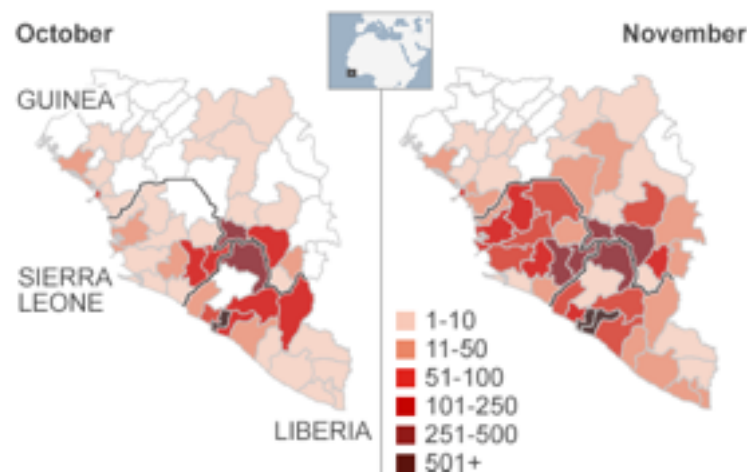 October
November
GUINEA
SIERRA
LEONE
LIBERIA
1-10
11-50
51-100
101-250
251-500
501+